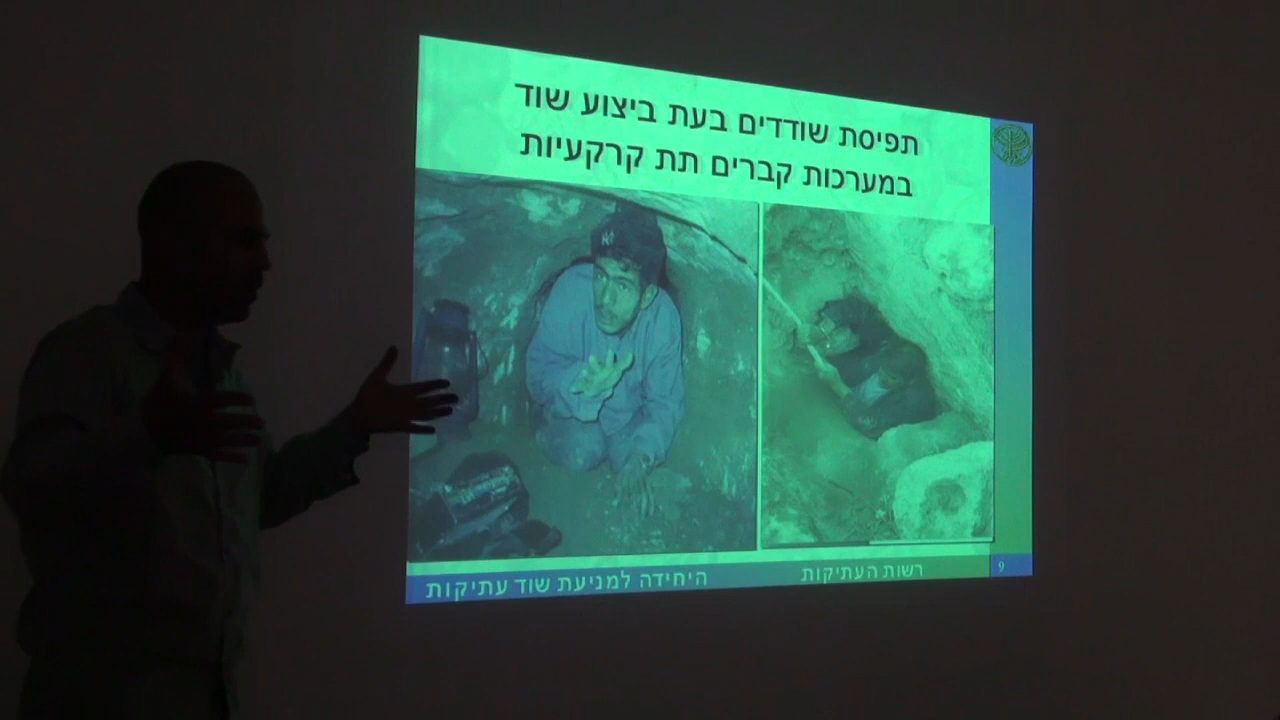 תפיסת שודדים בעת ביצוע שוד
במערכות קברים תת קרקעיות
רשות העתיקות
היחידה למניעת שוד עתיקות
9